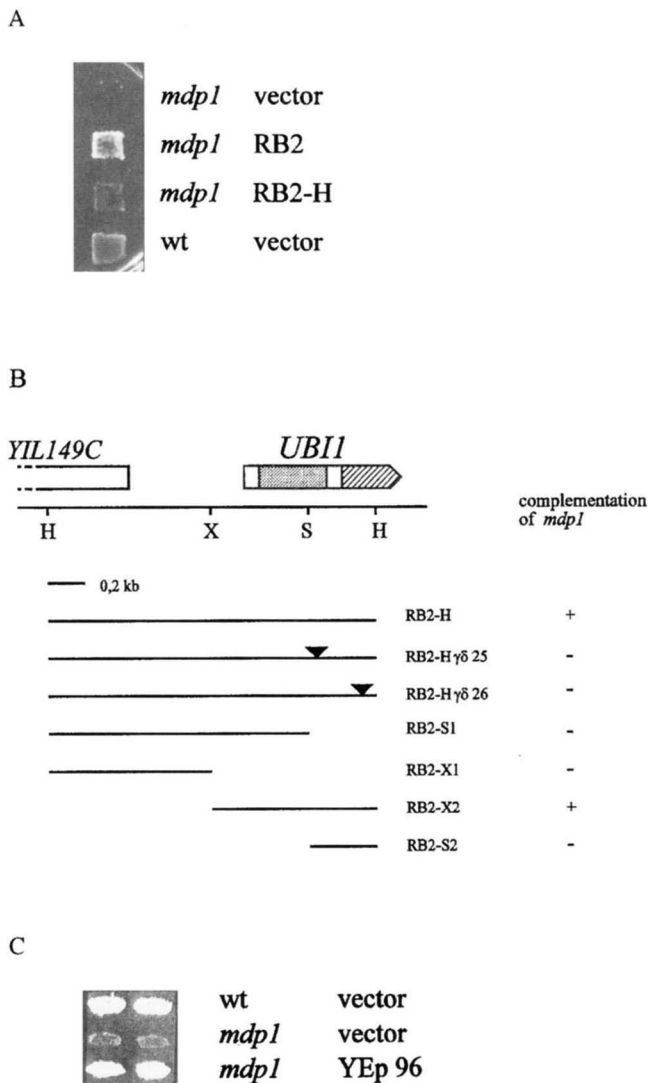 A
mdp1 vector
mdp1 RB2
mdp1 RB2-H
wt vector
B
YIL149C UBI1
complementation
of mdp1
H X S H
0,2 kb
RB2-H +
RB2-H γδ 25 -
RB2-H γδ 26 -
RB2-S1 -
RB2-X1 -
RB2-X2 +
RB2-S2 -
C
wt vector
mdp1 vector
mdp1 YEp 96